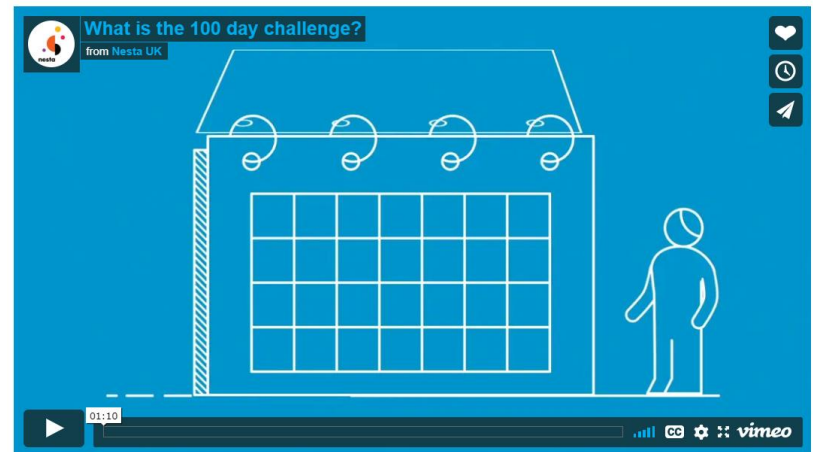 What is the 100 day challenge?
from Nesta UK
nesta
01:10
CC
vimeo